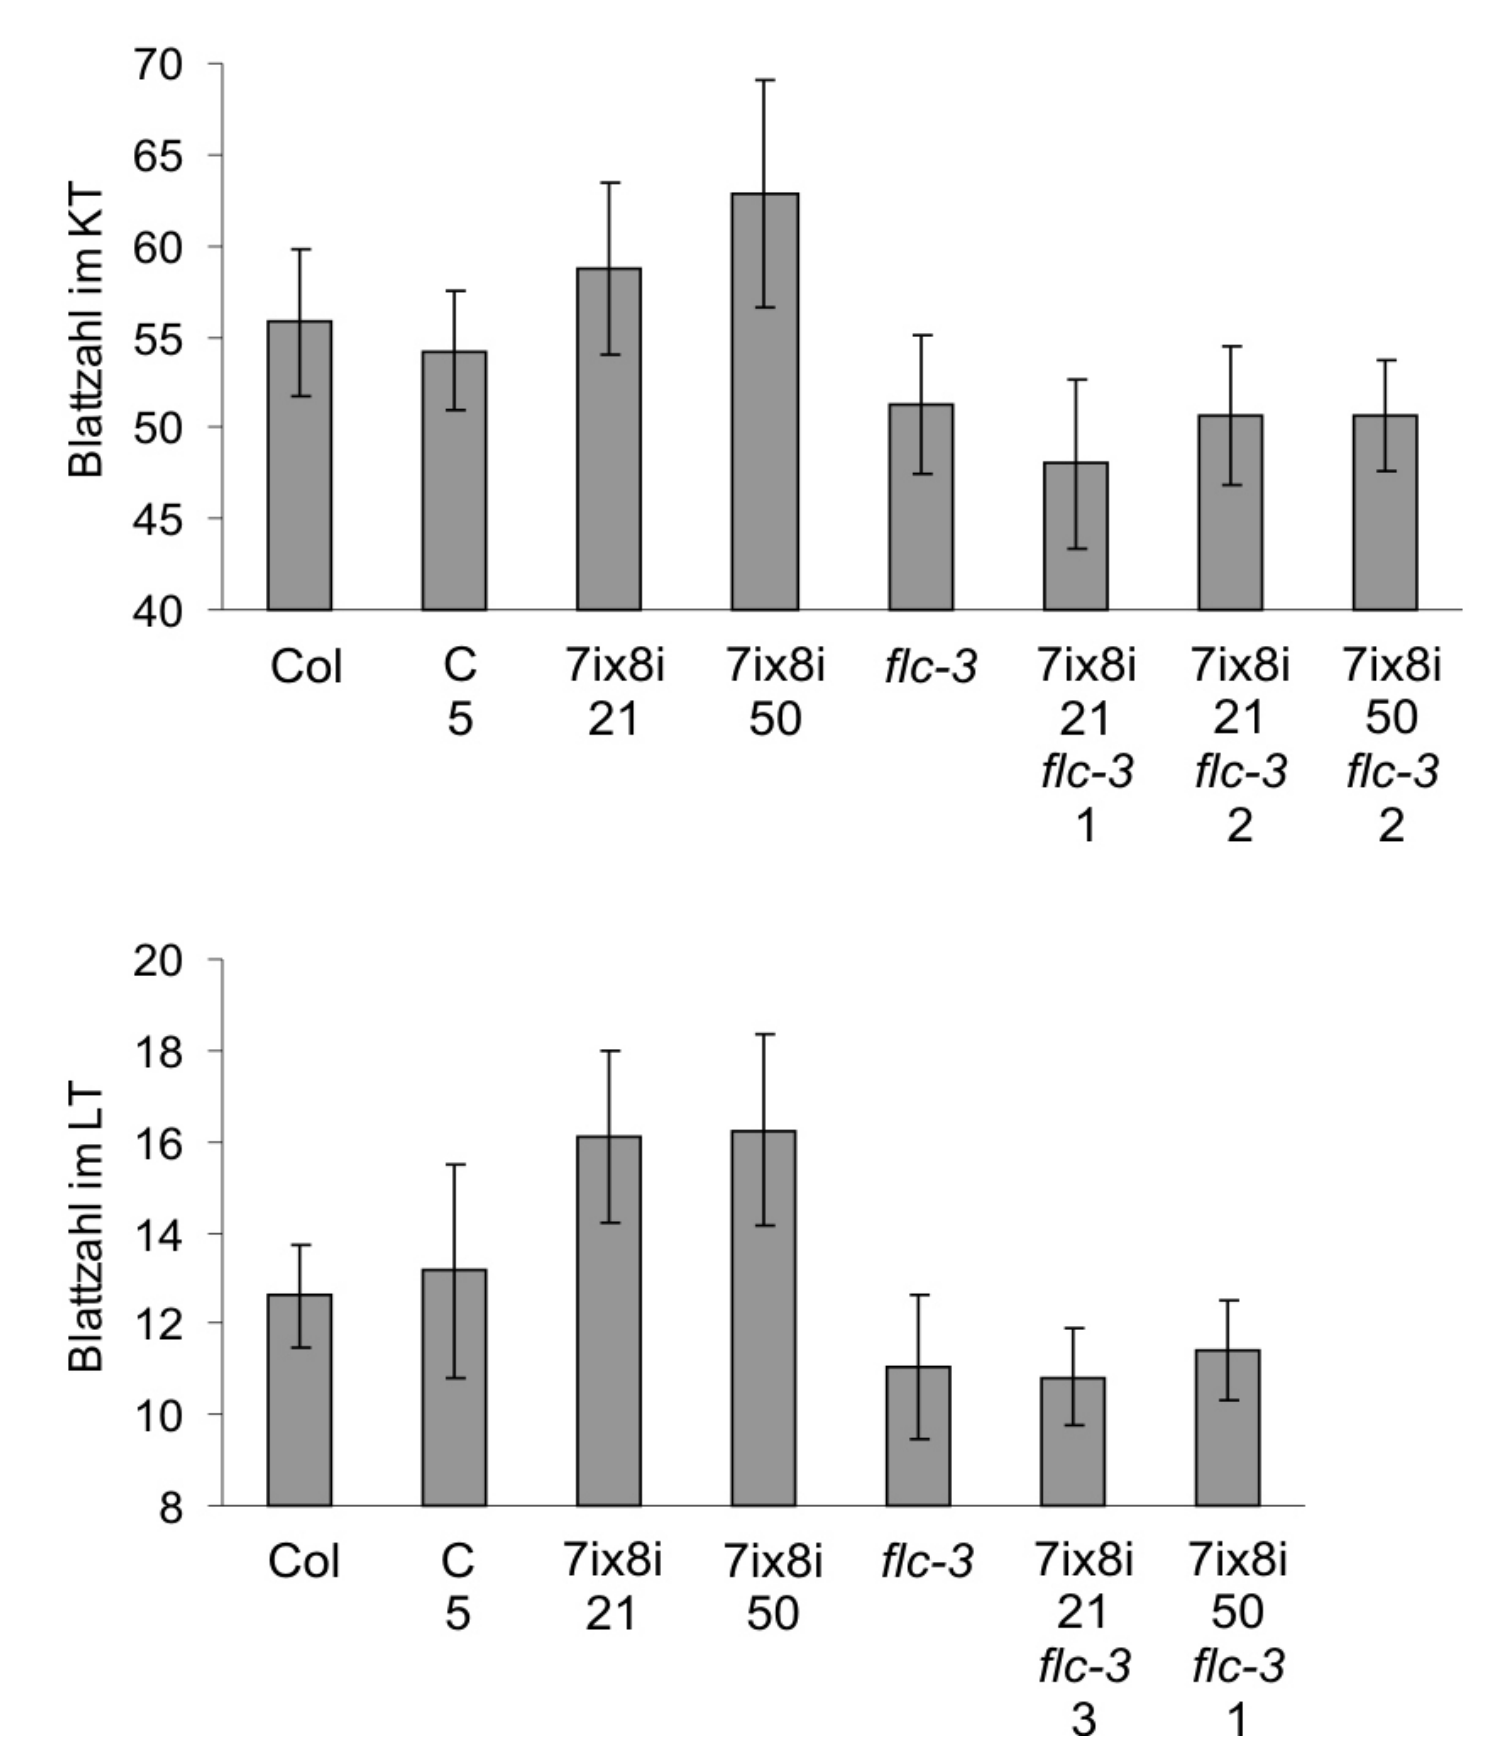 Blattzahl im KT
70
65
60
55
50
45
40
Col C 7ix8i 7ix8i flc-3 7ix8i 7ix8i 7ix8i
5 21 50 21 21 50
flc-3 flc-3 flc-3
1 2 2
Blattzahl im LT
20
18
16
14
12
10
8
Col C 7ix8i 7ix8i flc-3 7ix8i 7ix8i
5 21 50 21 50
flc-3 flc-3
3 1